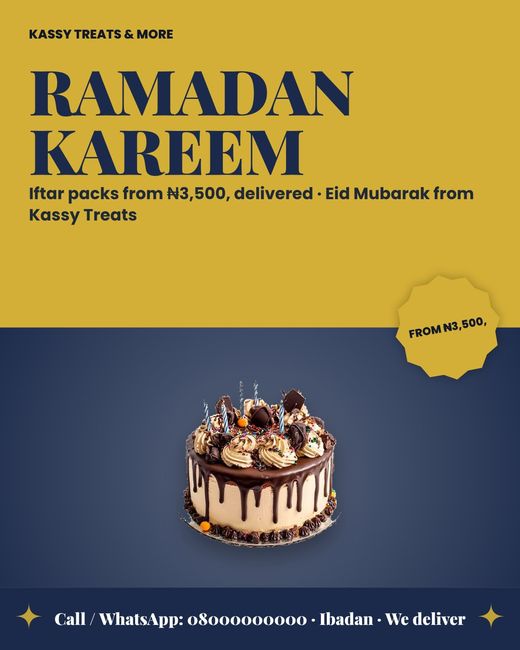 KASSY TREATS & MORE
RAMADAN
KAREEM
Iftar packs from ₦3,500, delivered · Eid Mubarak from
Kassy Treats
FROM ₦3,500,
Call / WhatsApp: 08000000000 · Ibadan · We deliver